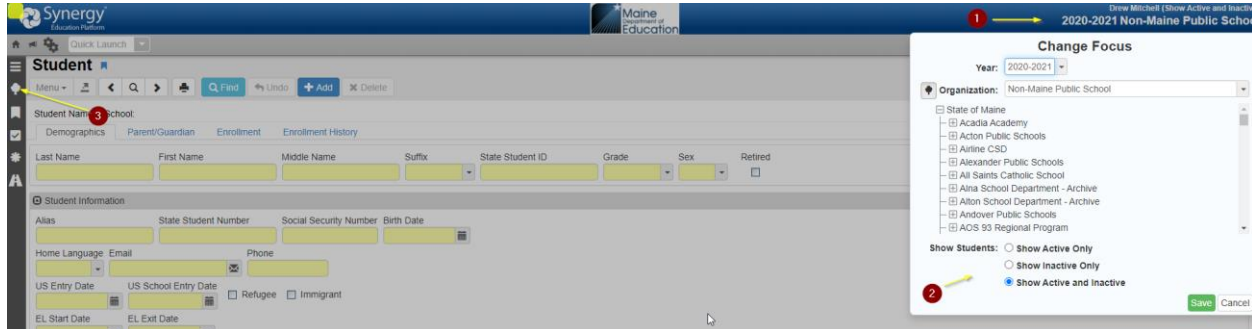 Synergy
Education Platform
Maine
Department of
Education
1
Drew Mitchell (Show Active and Inactiv
2020-2021 Non-Maine Public Schoo
Quick Launch
Student
Menu
Find
Undo
Add
Delete
3
Student Name: School:
Demographics Parent/Guardian Enrollment Enrollment History
Last Name First Name Middle Name Suffix State Student ID Grade Sex Retired
Student Information
Alias State Student Number Social Security Number Birth Date
Home Language Email Phone
US Entry Date US School Entry Date
Refugee Immigrant
EL Start Date EL Exit Date
Change Focus
Year: 2020-2021
Organization: Non-Maine Public School
State of Maine
Acadia Academy
Acton Public Schools
Airline CSD
Alexander Public Schools
All Saints Catholic School
Alna School Department - Archive
Alton School Department - Archive
Andover Public Schools
AOS 93 Regional Program
Show Students: Show Active Only
Show Inactive Only
2
Show Active and Inactive
Save Cancel